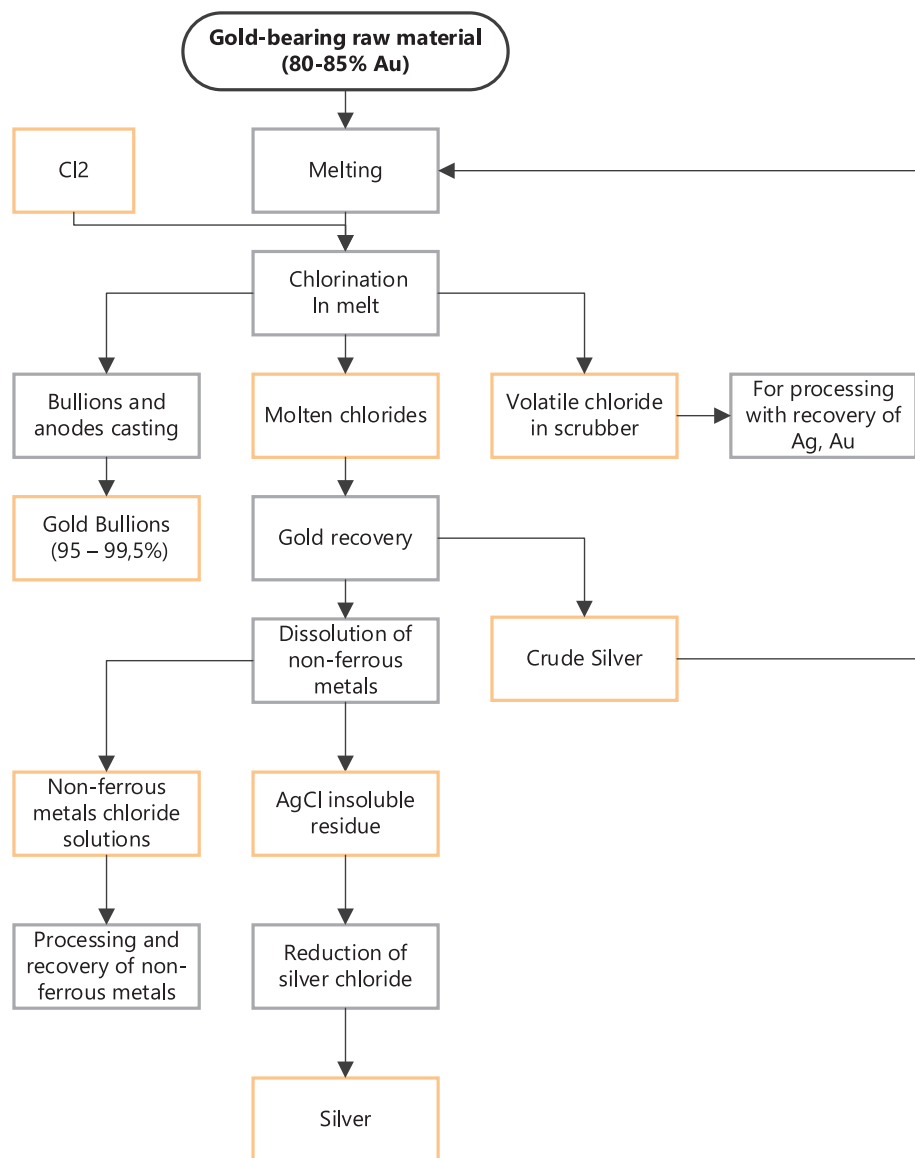 Gold-bearing raw material
(80-85% Au)
Cl2
Melting
Chlorination
In melt
Bullions and
anodes casting
Molten chlorides
Volatile chloride
in scrubber
For processing
with recovery of
Ag, Au
Gold Bullions
(95 – 99,5%)
Gold recovery
Dissolution of
non-ferrous
metals
Crude Silver
Non-ferrous
metals chloride
solutions
AgCl insoluble
residue
Processing and
recovery of non-
ferrous metals
Reduction of
silver chloride
Silver